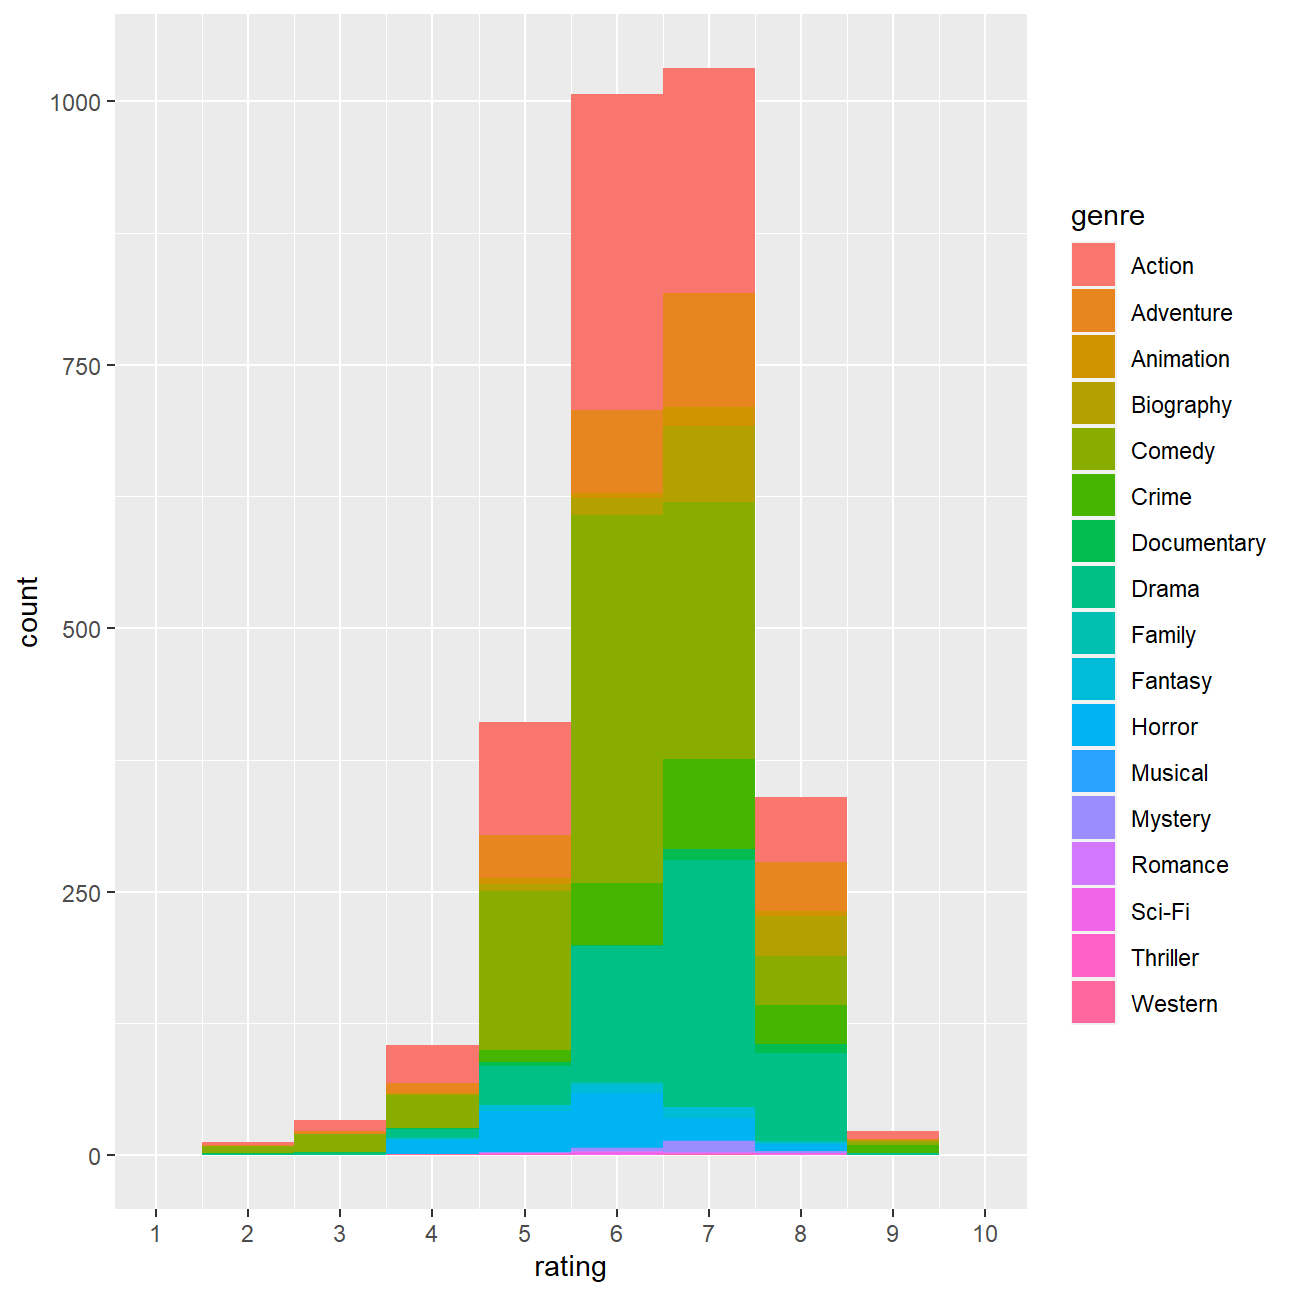 1000
750
500
250
0
count
1 2 3 4 5 6 7 8 9 10
rating
genre
Action
Adventure
Animation
Biography
Comedy
Crime
Documentary
Drama
Family
Fantasy
Horror
Musical
Mystery
Romance
Sci-Fi
Thriller
Western